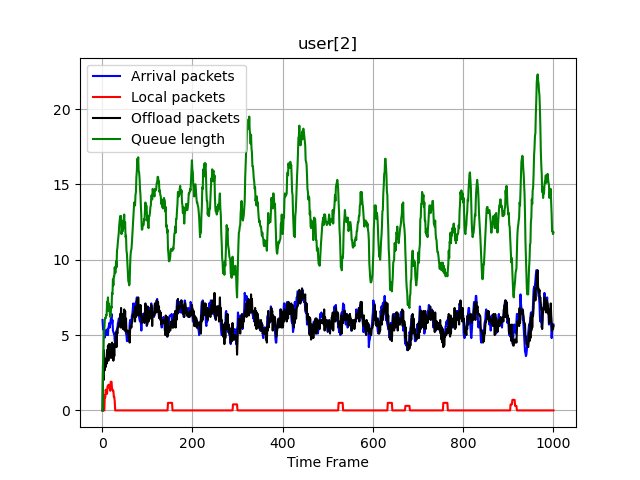 user[2]
Arrival packets
Local packets
Offload packets
Queue length
20
15
10
5
0
0 200 400 600 800 1000
Time Frame